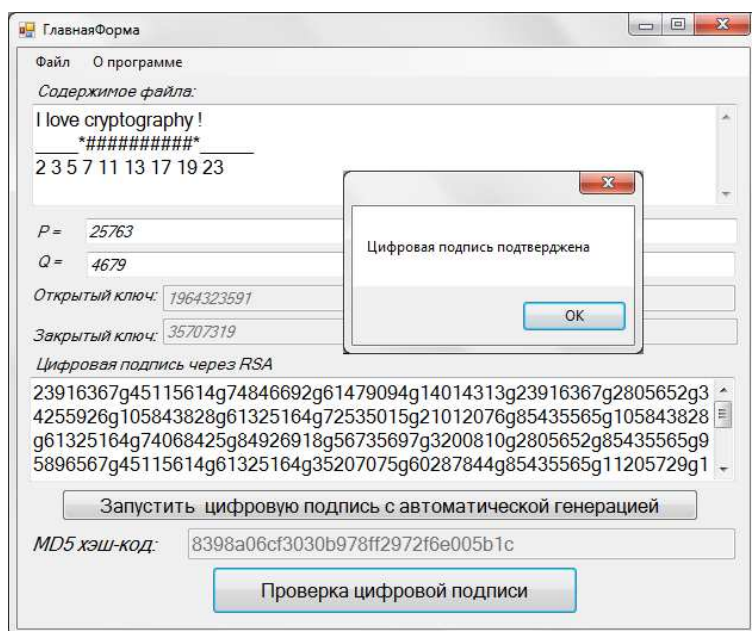 ГлавнаяФорма
Файл О программе
Содержимое файла:
I love cryptography !
____*##########*_____
2 3 5 7 11 13 17 19 23
P = 25763
Q = 4679
Цифровая подпись подтверждена
OK
Открытый ключ: 1964323591
Закрытый ключ: 35707319
Цифровая подпись через RSA
23916367g45115614g74846692g61479094g14014313g23916367g2805652g3
4255926g105843828g61325164g72535015g21012076g85435565g105843828
g61325164g74068425g84926918g56735697g3200810g2805652g85435565g9
5896567g45115614g61325164g35207075g60287844g85435565g11205729g1
Запустить цифровую подпись с автоматической генерацией
MD5 хэш-код: 8398a06cf3030b978ff2972f6e005b1c
Проверка цифровой подписи